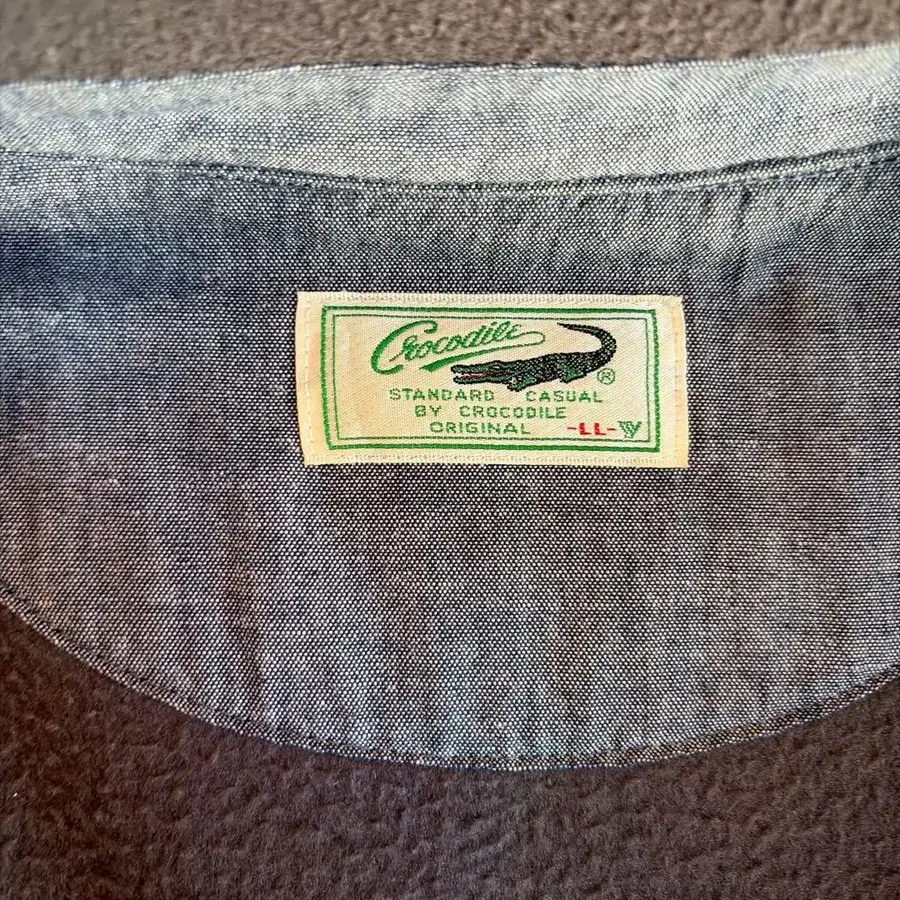 Crocodile
®
STANDARD CASUAL
BY CROCODILE
ORIGINAL -LL-